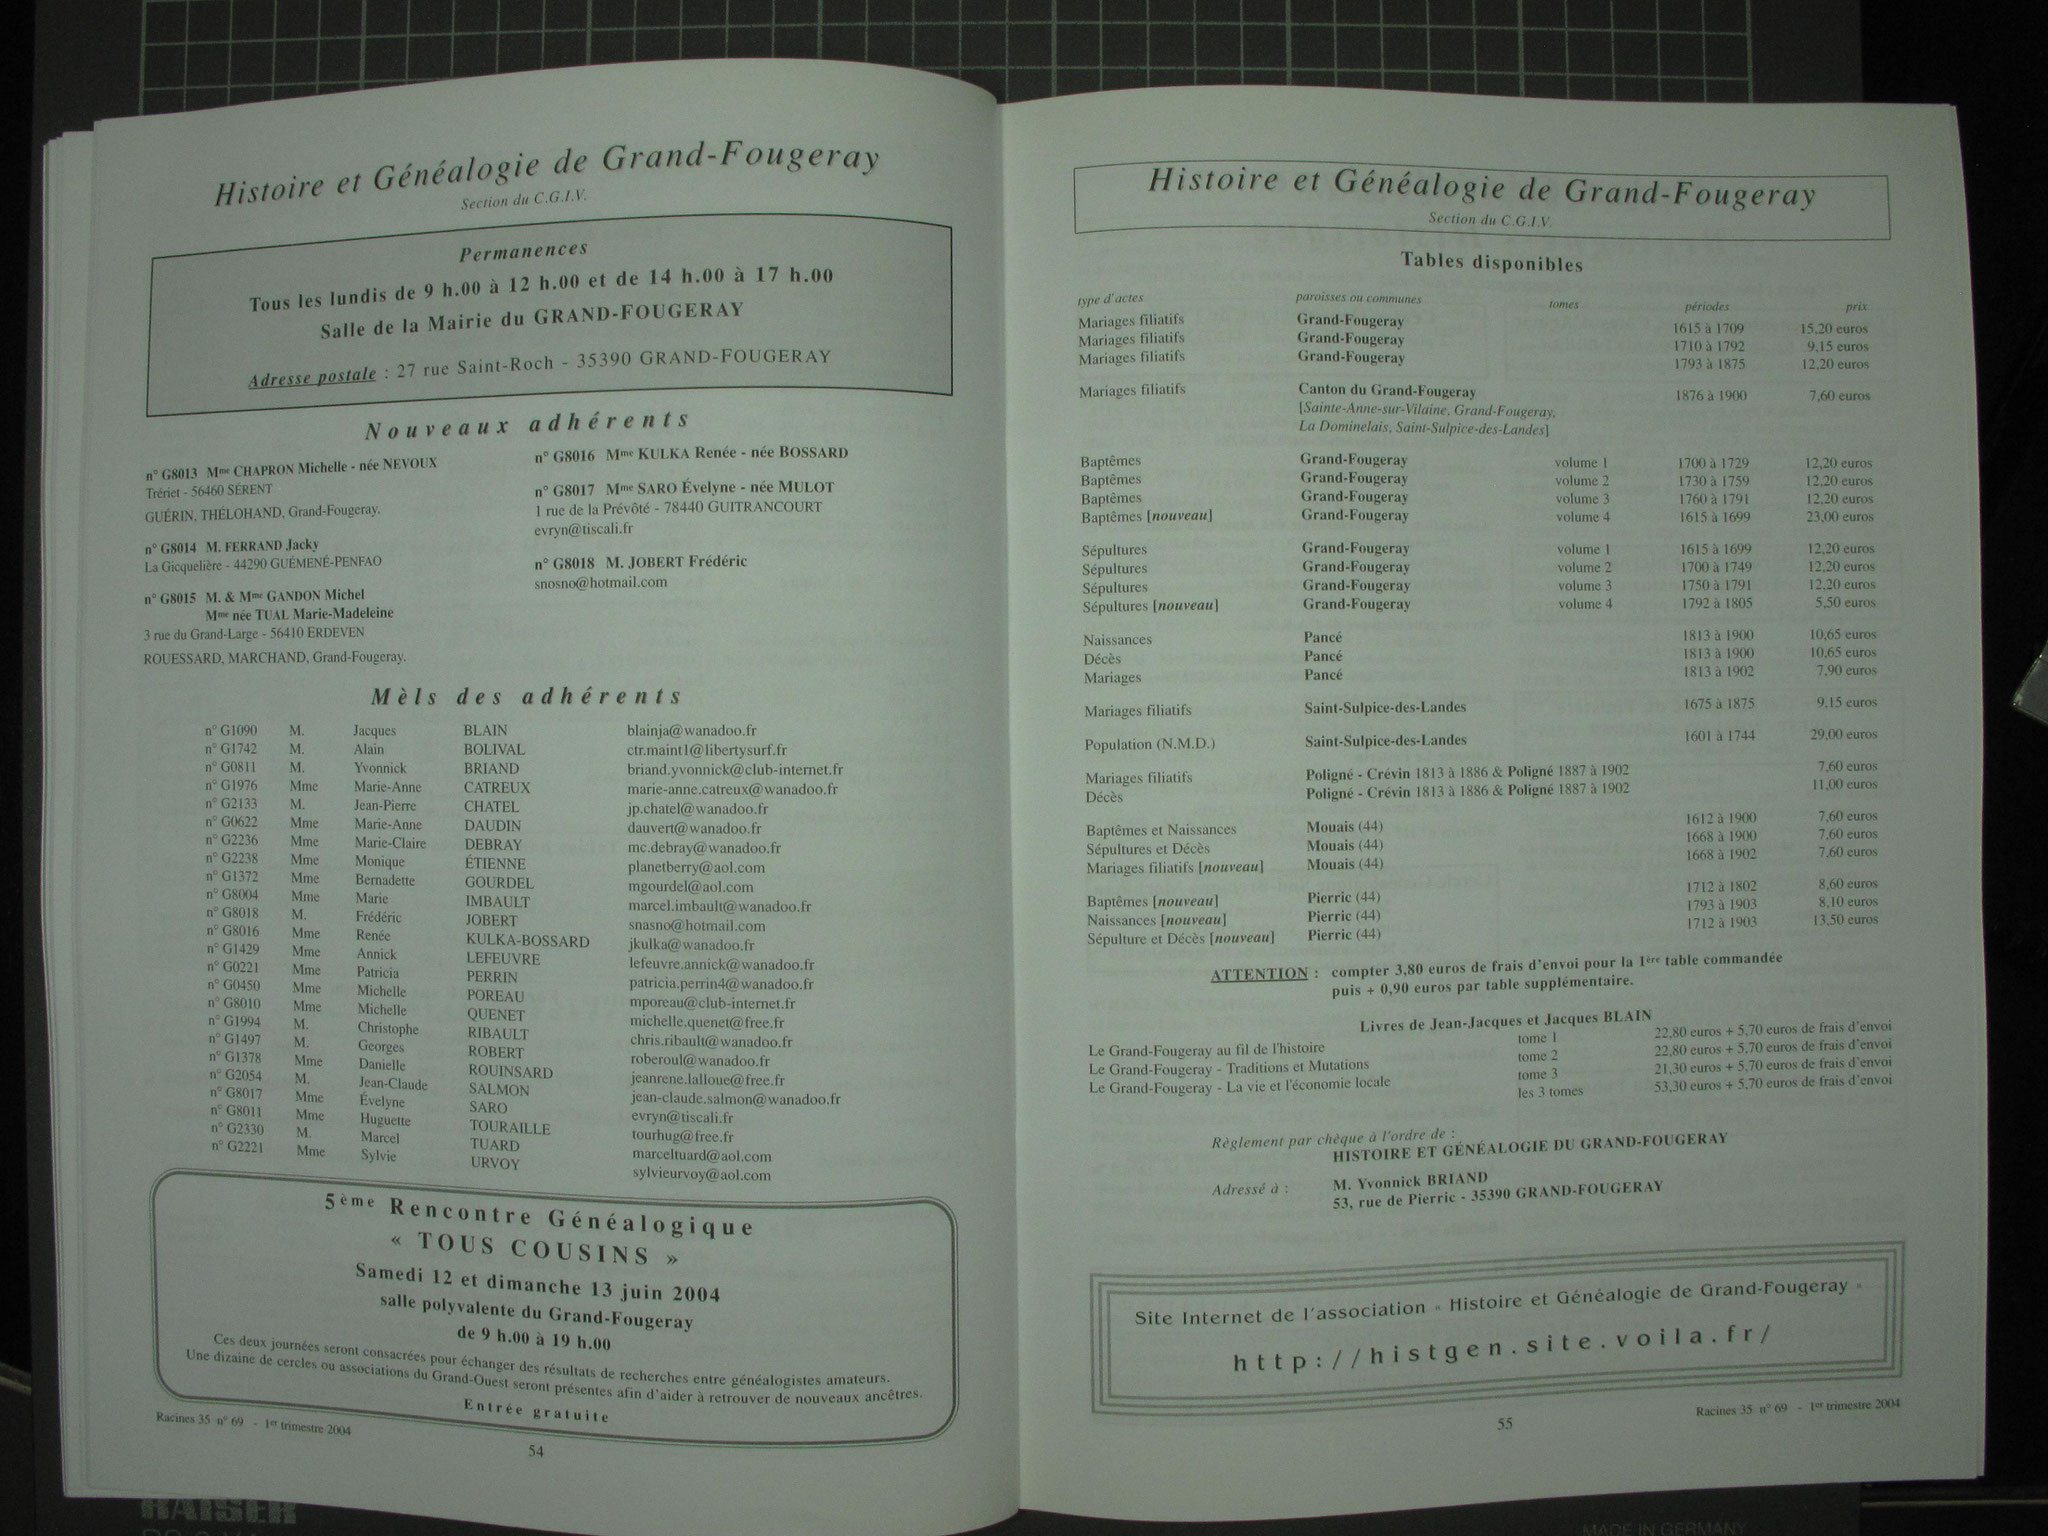 Histoire et Généalogie de Grand-Fougeray
Section du C.G.I.V.
Permanences
Tous les lundis de 9 h.00 à 12 h.00 et de 14 h.00 à 17 h.00
Salle de la Mairie du GRAND-FOUGERAY
Adresse postale : 27 rue Saint-Roch - 35390 GRAND-FOUGERAY
Nouveaux adhérents
n° G8013 Mme CHAPRON Michelle - née NEVOUX
Trériet - 56460 SÉRENT
GUÉRIN, THÉLOHAND, Grand-Fougeray.
n° G8014 M. FERRAND Jacky
La Gicquelière - 44290 GUÉMENÉ-PENFAO
n° G8015 M. & Mme GANDON Michel
Mme née TUAL Marie-Madeleine
3 rue du Grand-Large - 56410 ERDEVEN
ROUESSARD, MARCHAND, Grand-Fougeray.
n° G8016 Mme KULKA Renée - née BOSSARD
n° G8017 Mme SARO Évelyne - née MULOT
1 rue de la Prévôté - 78440 GUITRANCOURT
evryn@tiscali.fr
n° G8018 M. JOBERT Frédéric
snosno@hotmail.com
Mèls des adhérents
n° G1090 M. Jacques BLAIN blainja@wanadoo.fr
n° G1742 M. Alain BOLIVAL ctr.maint1@libertysurf.fr
n° G0811 M. Yvonnick BRIAND briand.yvonnick@club-internet.fr
n° G1976 Mme Marie-Anne CATREUX marie-anne.catreux@wanadoo.fr
n° G2133 M. Jean-Pierre CHATEL jp.chatel@wanadoo.fr
n° G0622 Mme Marie-Anne DAUDIN dauvert@wanadoo.fr
n° G2236 Mme Marie-Claire DEBRAY mc.debray@wanadoo.fr
n° G2238 Mme Monique ÉTIENNE planetberry@aol.com
n° G1372 Mme Bernadette GOURDEL mgourdel@aol.com
n° G8004 Mme Marie IMBAULT marcel.imbault@wanadoo.fr
n° G8018 M. Frédéric JOBERT snasno@hotmail.com
n° G8016 Mme Renée KULKA-BOSSARD jkulka@wanadoo.fr
n° G1429 Mme Annick LEFEUVRE lefeuvre.annick@wanadoo.fr
n° G0221 Mme Patricia PERRIN patricia.perrin4@wanadoo.fr
n° G0450 Mme Michelle POREAU mporeau@club-internet.fr
n° G8010 Mme Michelle QUENET michelle.quenet@free.fr
n° G1994 M. Christophe RIBAULT chris.ribault@wanadoo.fr
n° G1497 M. Georges ROBERT roberoul@wanadoo.fr
n° G1378 Mme Danielle ROUINSARD jeanrene.lalloue@free.fr
n° G2054 M. Jean-Claude SALMON jean-claude.salmon@wanadoo.fr
n° G8017 Mme Évelyne SARO evryn@tiscali.fr
n° G8011 Mme Huguette TOURAILLE tourhug@free.fr
n° G2330 M. Marcel TUARD marceltuard@aol.com
n° G2221 Mme Sylvie URVOY sylvieurvoy@aol.com
5ème Rencontre Généalogique
« TOUS COUSINS »
Samedi 12 et dimanche 13 juin 2004
salle polyvalente du Grand-Fougeray
de 9 h.00 à 19 h.00
Ces deux journées seront consacrées pour échanger des résultats de recherches entre généalogistes amateurs.
Une dizaine de cercles ou associations du Grand-Ouest seront présentes afin d'aider à retrouver de nouveaux ancêtres.
Entrée gratuite
Racines 35 n° 69 - 1er trimestre 2004
54
Histoire et Généalogie de Grand-Fougeray
Section du C.G.I.V.
Tables disponibles
type d'actes paroisses ou communes tomes périodes prix
Mariages filiatifs Grand-Fougeray 1615 à 1709 15,20 euros
Mariages filiatifs Grand-Fougeray 1710 à 1792 9,15 euros
Mariages filiatifs Grand-Fougeray 1793 à 1875 12,20 euros
Mariages filiatifs Canton du Grand-Fougeray 1876 à 1900 7,60 euros
[Sainte-Anne-sur-Vilaine, Grand-Fougeray,
La Dominelais, Saint-Sulpice-des-Landes]
Baptêmes Grand-Fougeray volume 1 1700 à 1729 12,20 euros
Baptêmes Grand-Fougeray volume 2 1730 à 1759 12,20 euros
Baptêmes Grand-Fougeray volume 3 1760 à 1791 12,20 euros
Baptêmes [nouveau] Grand-Fougeray volume 4 1615 à 1699 23,00 euros
Sépultures Grand-Fougeray volume 1 1615 à 1699 12,20 euros
Sépultures Grand-Fougeray volume 2 1700 à 1749 12,20 euros
Sépultures Grand-Fougeray volume 3 1750 à 1791 12,20 euros
Sépultures [nouveau] Grand-Fougeray volume 4 1792 à 1805 5,50 euros
Naissances Pancé 1813 à 1900 10,65 euros
Décès Pancé 1813 à 1900 10,65 euros
Mariages Pancé 1813 à 1902 7,90 euros
Mariages filiatifs Saint-Sulpice-des-Landes 1675 à 1875 9,15 euros
Population (N.M.D.) Saint-Sulpice-des-Landes 1601 à 1744 29,00 euros
Mariages filiatifs Poligné - Crévin 1813 à 1886 & Poligné 1887 à 1902 7,60 euros
Décès Poligné - Crévin 1813 à 1886 & Poligné 1887 à 1902 11,00 euros
Baptêmes et Naissances Mouais (44) 1612 à 1900 7,60 euros
Sépultures et Décès Mouais (44) 1668 à 1900 7,60 euros
Mariages filiatifs [nouveau] Mouais (44) 1668 à 1902 7,60 euros
Baptêmes [nouveau] Pierric (44) 1712 à 1802 8,60 euros
Naissances [nouveau] Pierric (44) 1793 à 1903 8,10 euros
Sépulture et Décès [nouveau] Pierric (44) 1712 à 1903 13,50 euros
ATTENTION : compter 3,80 euros de frais d'envoi pour la 1ère table commandée
puis + 0,90 euros par table supplémentaire.
Livres de Jean-Jacques et Jacques BLAIN
Le Grand-Fougeray au fil de l'histoire tome 1 22,80 euros + 5,70 euros de frais d'envoi
Le Grand-Fougeray - Traditions et Mutations tome 2 22,80 euros + 5,70 euros de frais d'envoi
Le Grand-Fougeray - La vie et l'économie locale tome 3 21,30 euros + 5,70 euros de frais d'envoi
les 3 tomes 53,30 euros + 5,70 euros de frais d'envoi
Règlement par chèque à l'ordre de :
HISTOIRE ET GÉNÉALOGIE DU GRAND-FOUGERAY
Adressé à : M. Yvonnick BRIAND
53, rue de Pierric - 35390 GRAND-FOUGERAY
Site Internet de l'association « Histoire et Généalogie de Grand-Fougeray »
http://histgen.site.voila.fr/
Racines 35 n° 69 - 1er trimestre 2004
55
KAISER
MADE IN GERMANY